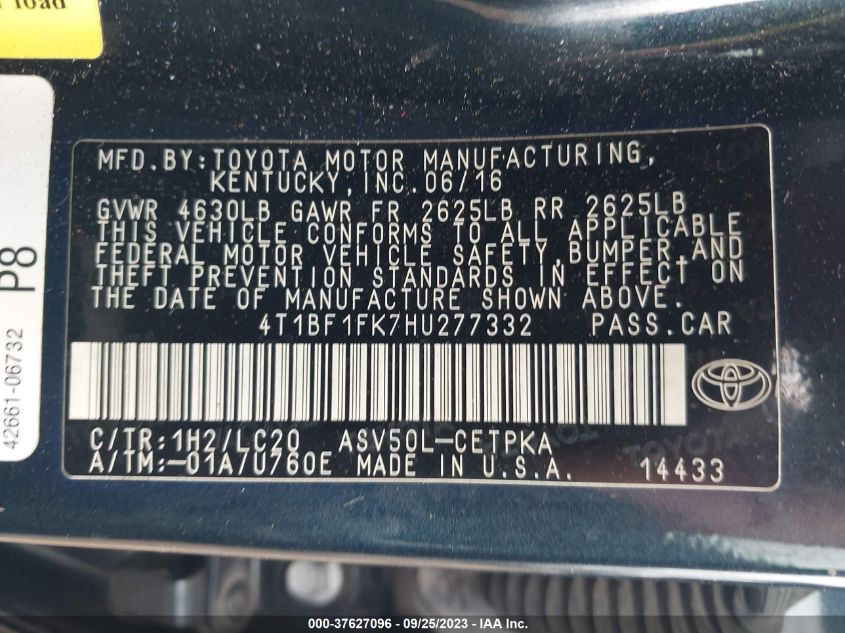 road
P8
42661-06732
MFD.BY:TOYOTA MOTOR MANUFACTURING,
KENTUCKY,INC.06/16
GVWR 4630LB GAWR FR 2625LB RR 2625LB
THIS VEHICLE CONFORMS TO ALL APPLICABLE
FEDERAL MOTOR VEHICLE SAFETY,BUMPER,AND
THEFT PREVENTION STANDARDS IN EFFECT ON
THE DATE OF MANUFACTURE SHOWN ABOVE.
4T1BF1FK7HU277332 PASS.CAR
C/TR:1H2/LC20 ASV50L-CETPKA
A/TM:-01A/U760E MADE IN U.S.A. 14433
000-37627096 - 09/25/2023 - IAA Inc.